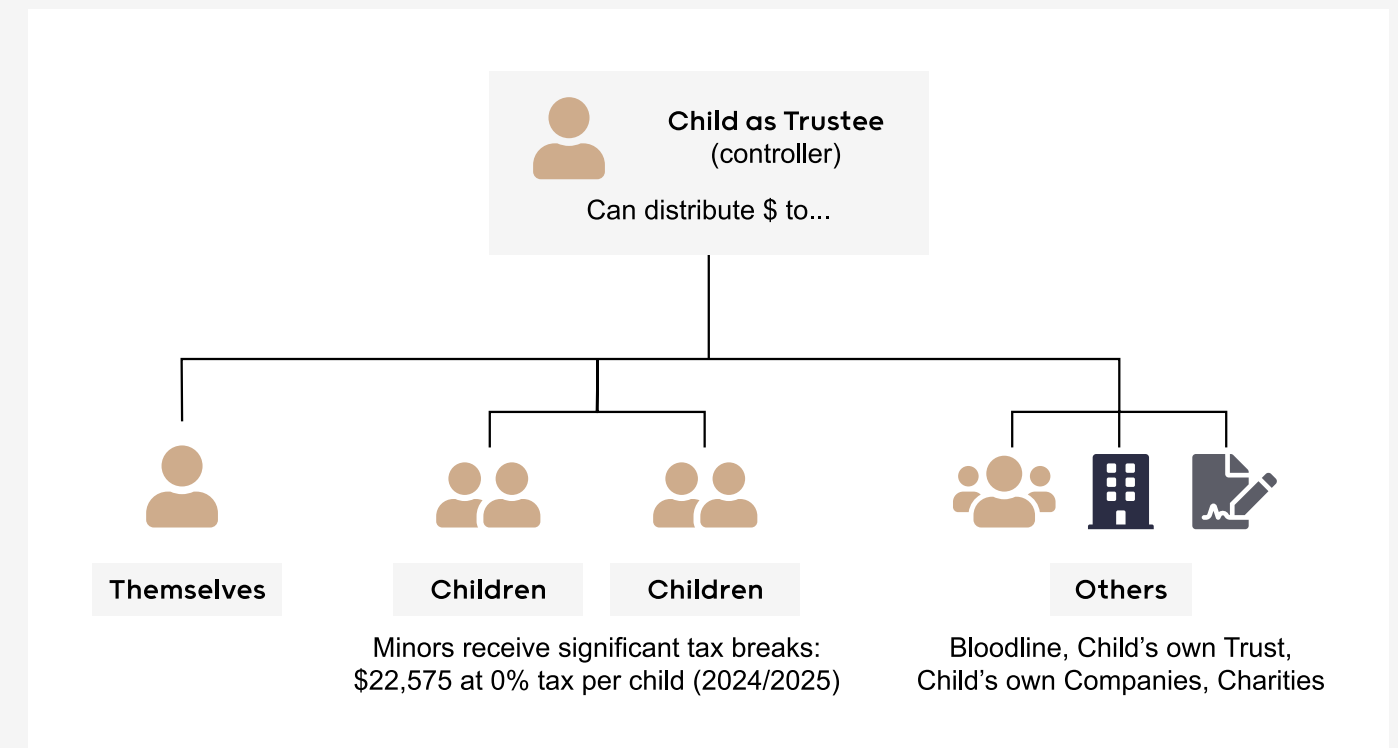 Child as Trustee
(controller)
Can distribute $ to...
Themselves
Children
Children
Others
Minors receive significant tax breaks:
$22,575 at 0% tax per child (2024/2025)
Bloodline, Child's own Trust,
Child's own Companies, Charities